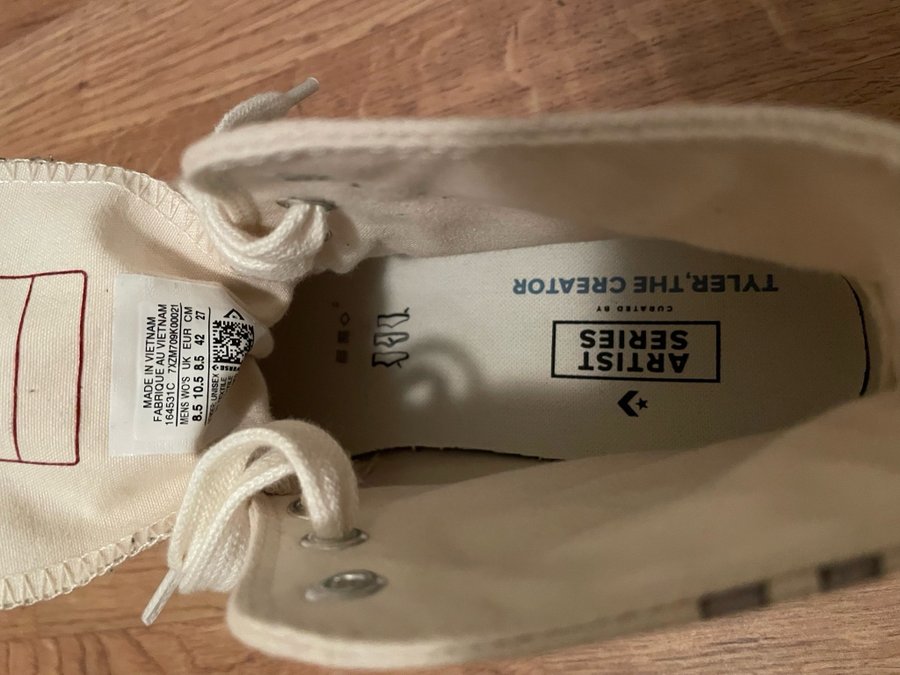 MADE IN VIETNAM
FABRIQUE AU VIETNAM
164531C 7XZM709K00021
MENS WO'S UK EUR CM
8.5 10.5 8.5 42 27
ARTIST
SERIES
CURATED BY
TYLER, THE CREATOR